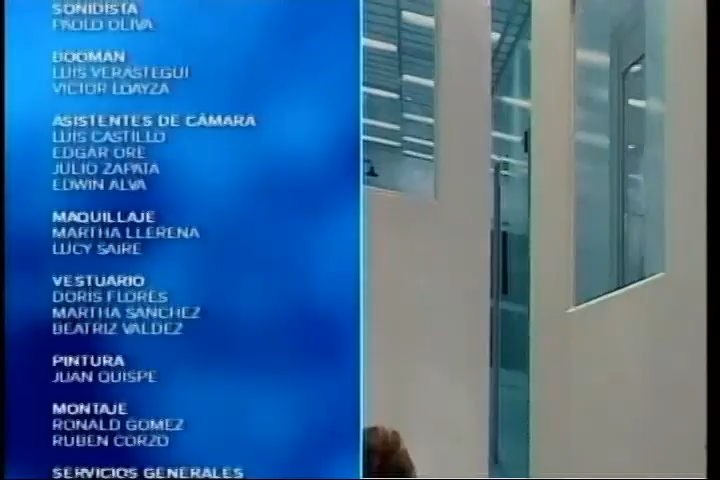 SONIDISTA
PAOLO OLIVA
BOOMAN
LUIS VERASTEGUI
VICTOR LOAYZA
ASISTENTES DE CÁMARA
LUIS CASTILLO
EDGAR ORE
JULIO ZAPATA
EDWIN ALVA
MAQUILLAJE
MARTHA LLERENA
LUCY SAIRE
VESTUARIO
DORIS FLORES
MARTHA SANCHEZ
BEATRIZ VALDEZ
PINTURA
JUAN QUISPE
MONTAJE
RONALD GOMEZ
RUBEN CORZO
SERVICIOS GENERALES